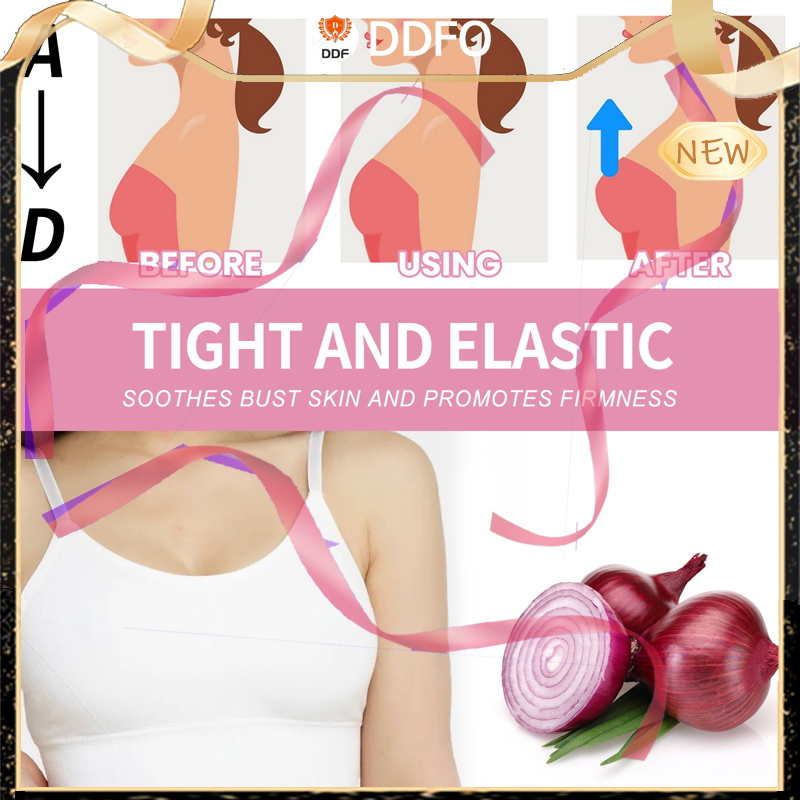 A
D
D
DDF
DDFO
NEW
BEFORE
USING
AFTER
TIGHT AND ELASTIC
SOOTHES BUST SKIN AND PROMOTES FIRMNESS